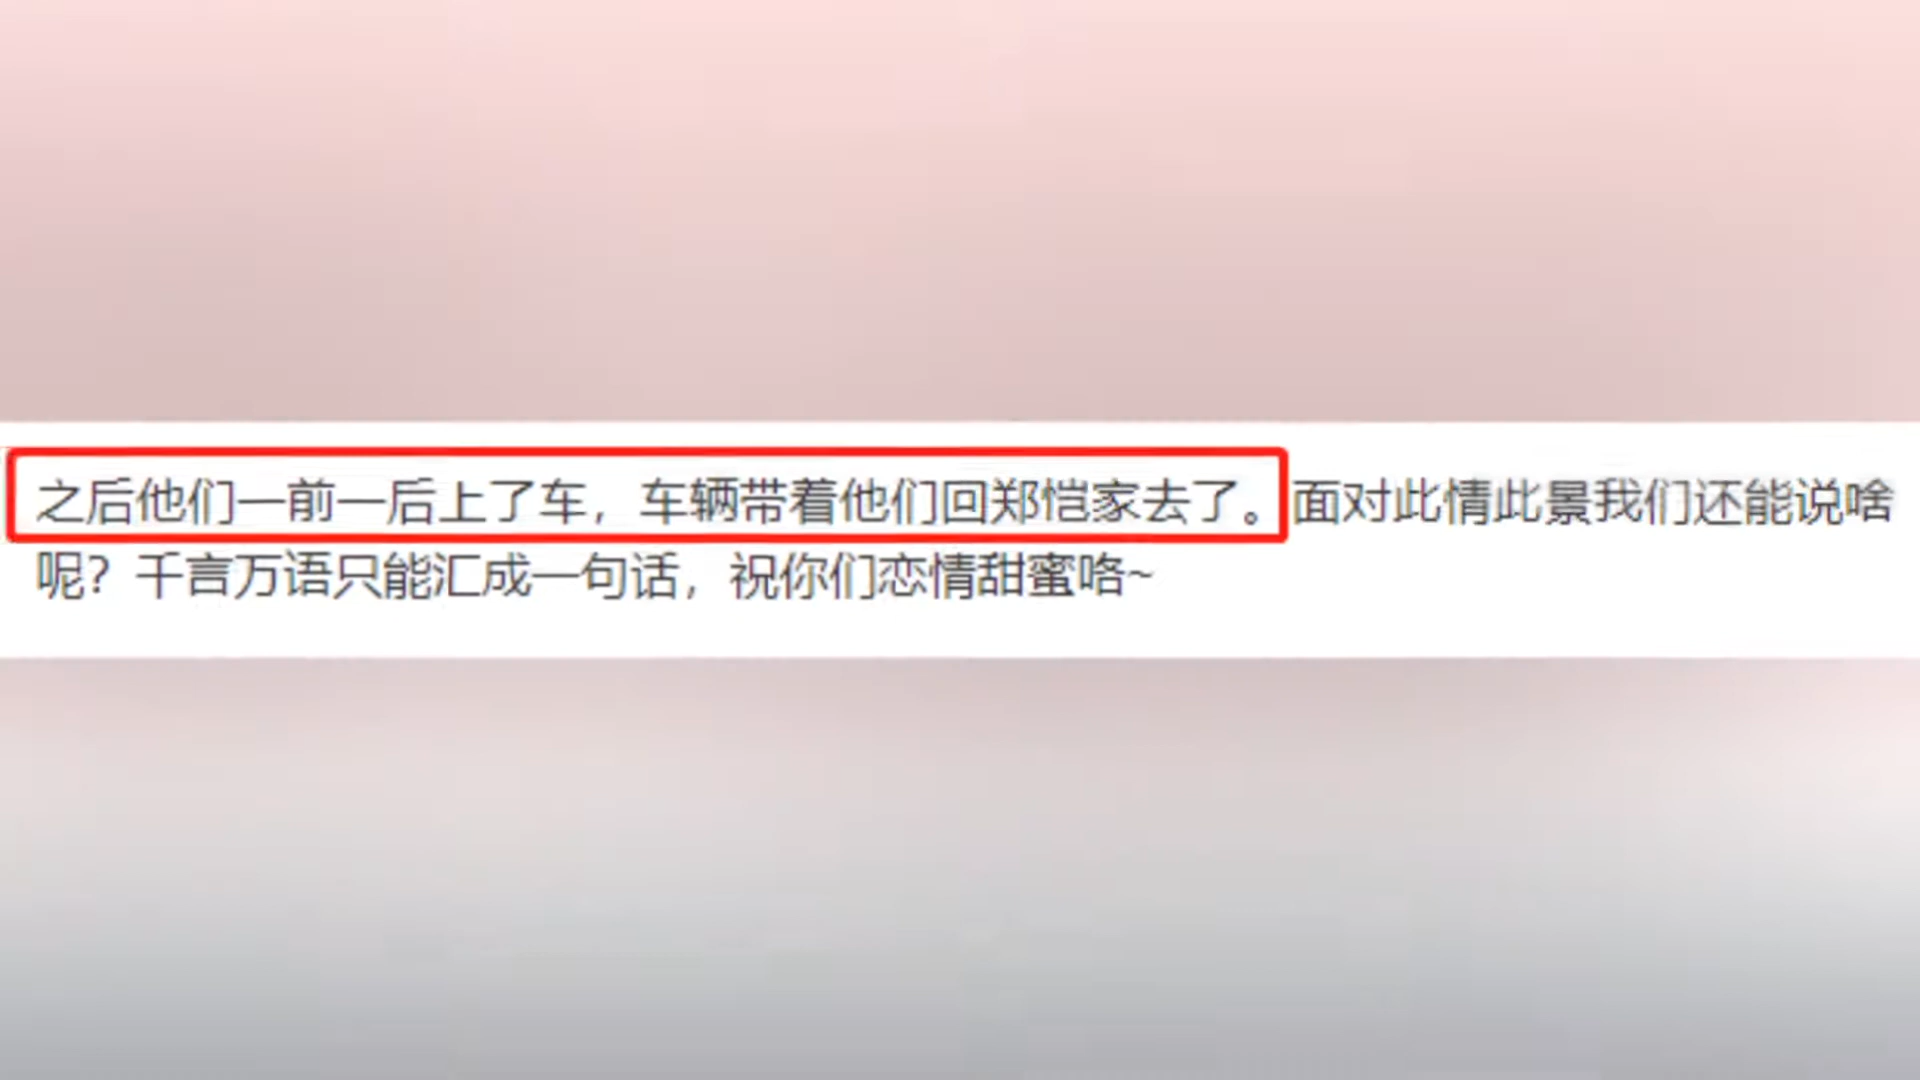 之后他们一前一后上了车，车辆带着他们回郑恺家去了。面对此情此景我们还能说啥
呢？千言万语只能汇成一句话，祝你们恋情甜蜜咯~